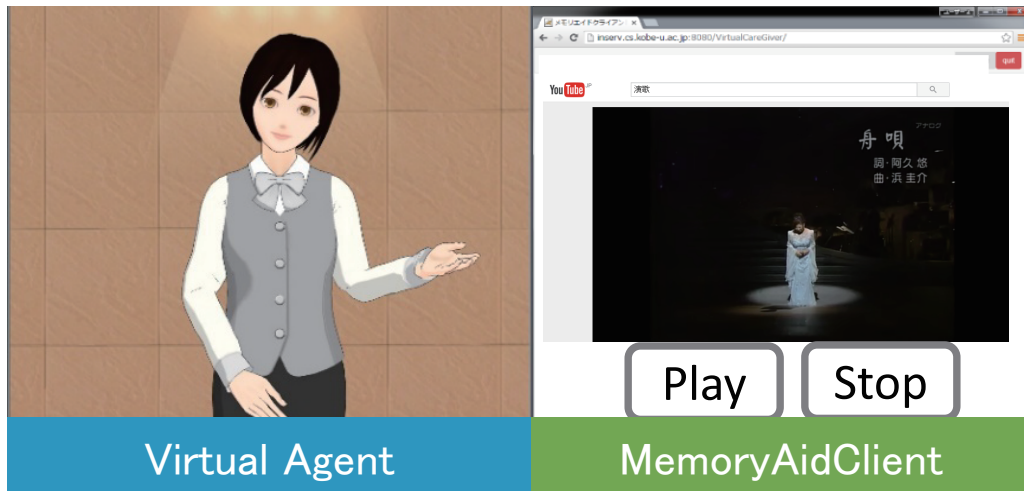 メモリエイドクライアン
inserv.cs.kobe-u.ac.jp:8080/VirtualCareGiver/
quit
YouTube JP
演歌
アナログ
舟唄
詞・阿久 悠
曲・浜 圭介
Play
Stop
Virtual Agent
MemoryAidClient